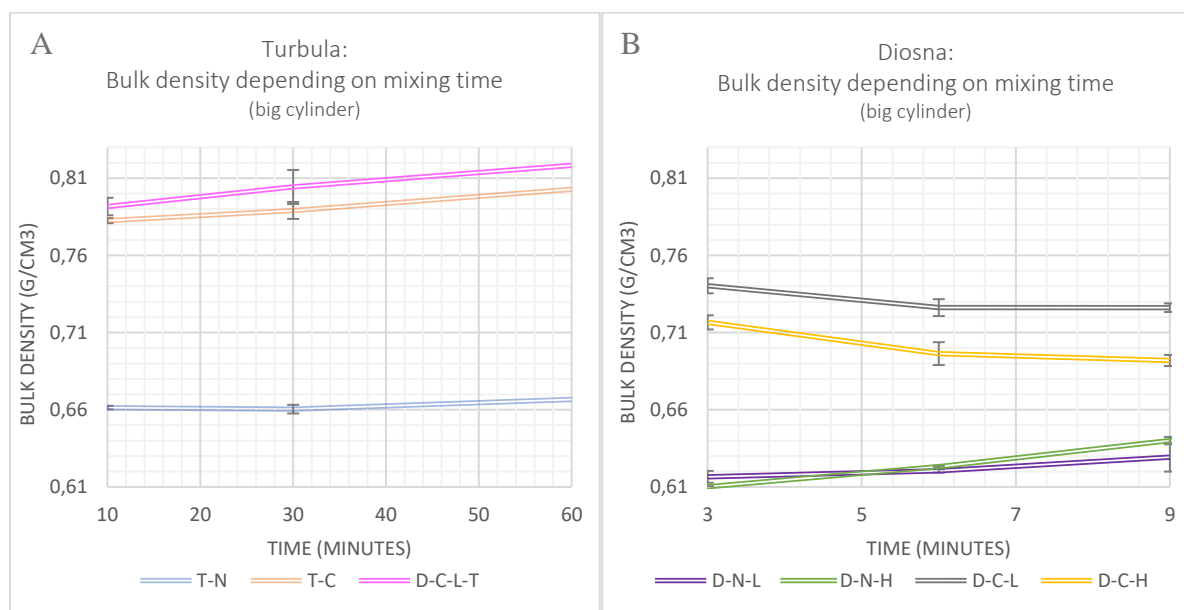 A
Turbula:
Bulk density depending on mixing time
(big cylinder)
BULK DENSITY (G/CM3)
0,81
0,76
0,71
0,66
0,61
10 20 30 40 50 60
TIME (MINUTES)
T-N T-C D-C-L-T
B
Diosna:
Bulk density depending on mixing time
(big cylinder)
BULK DENSITY (G/CM3)
0,81
0,76
0,71
0,66
0,61
3 5 7 9
TIME (MINUTES)
D-N-L D-N-H D-C-L D-C-H